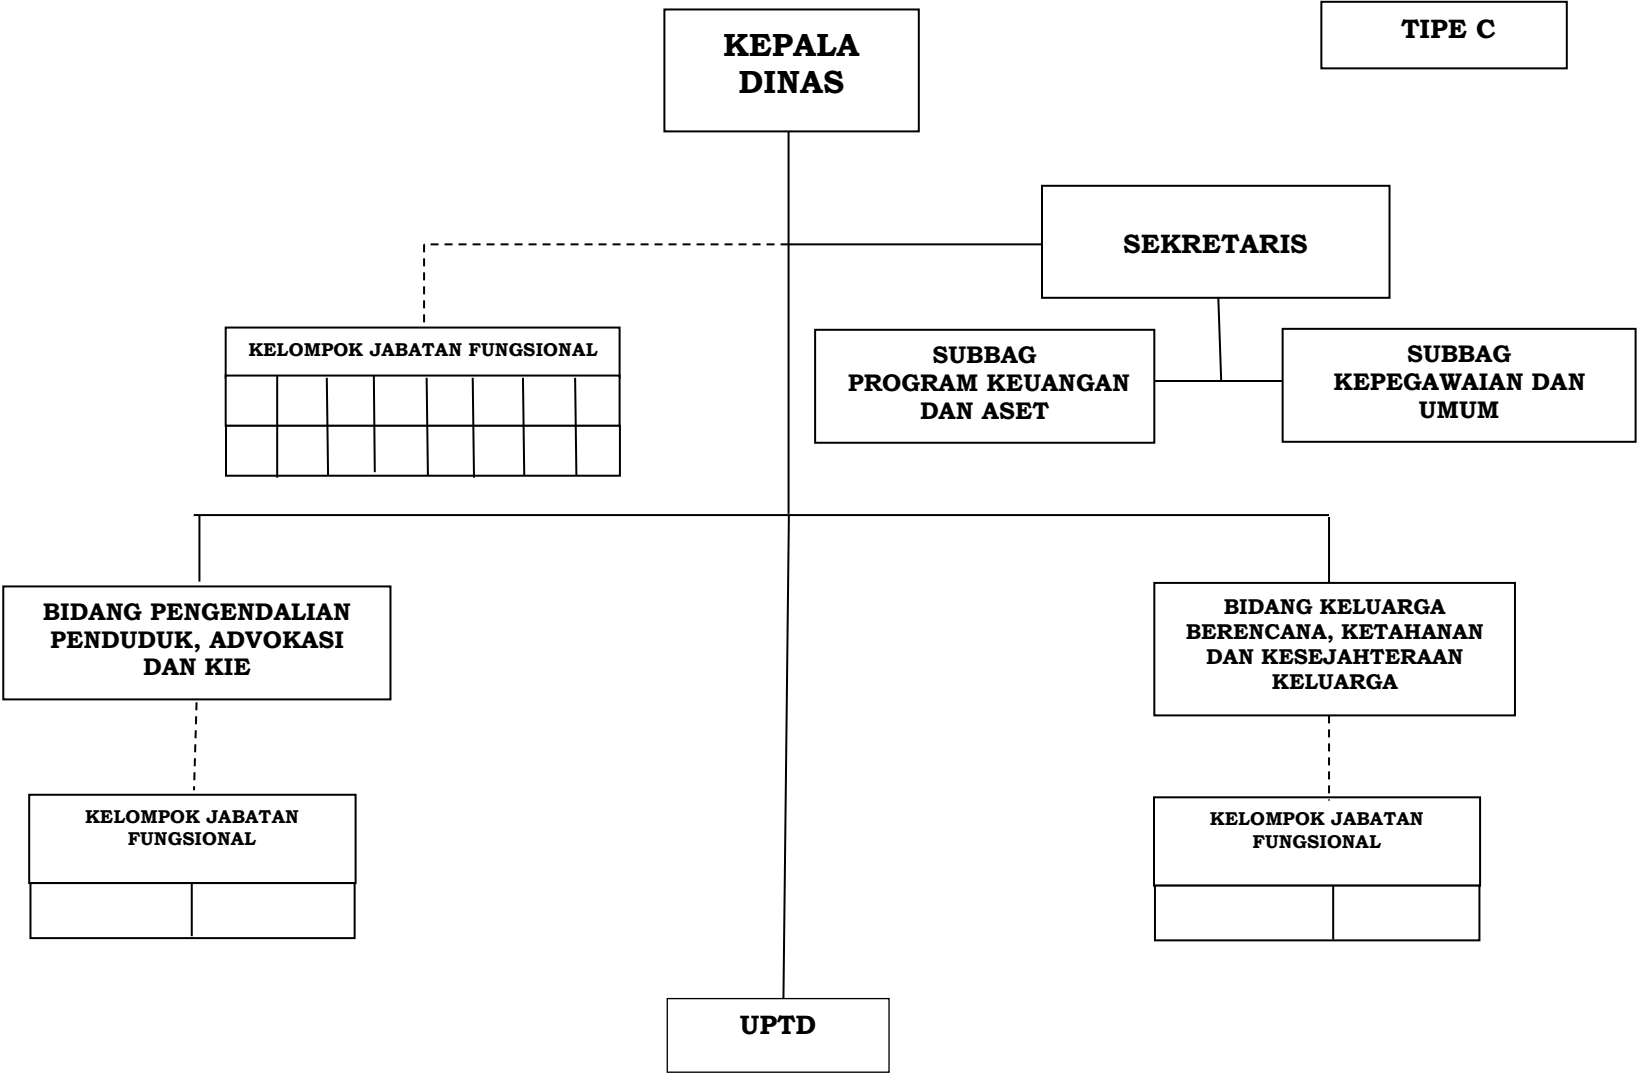 KEPALA
DINAS
TIPE C
SEKRETARIS
KELOMPOK JABATAN FUNGSIONAL
SUBBAG
PROGRAM KEUANGAN
DAN ASET
SUBBAG
KEPEGAWAIAN DAN
UMUM
BIDANG PENGENDALIAN
PENDUDUK, ADVOKASI
DAN KIE
BIDANG KELUARGA
BERENCANA, KETAHANAN
DAN KESEJAHTERAAN
KELUARGA
KELOMPOK JABATAN
FUNGSIONAL
KELOMPOK JABATAN
FUNGSIONAL
UPTD